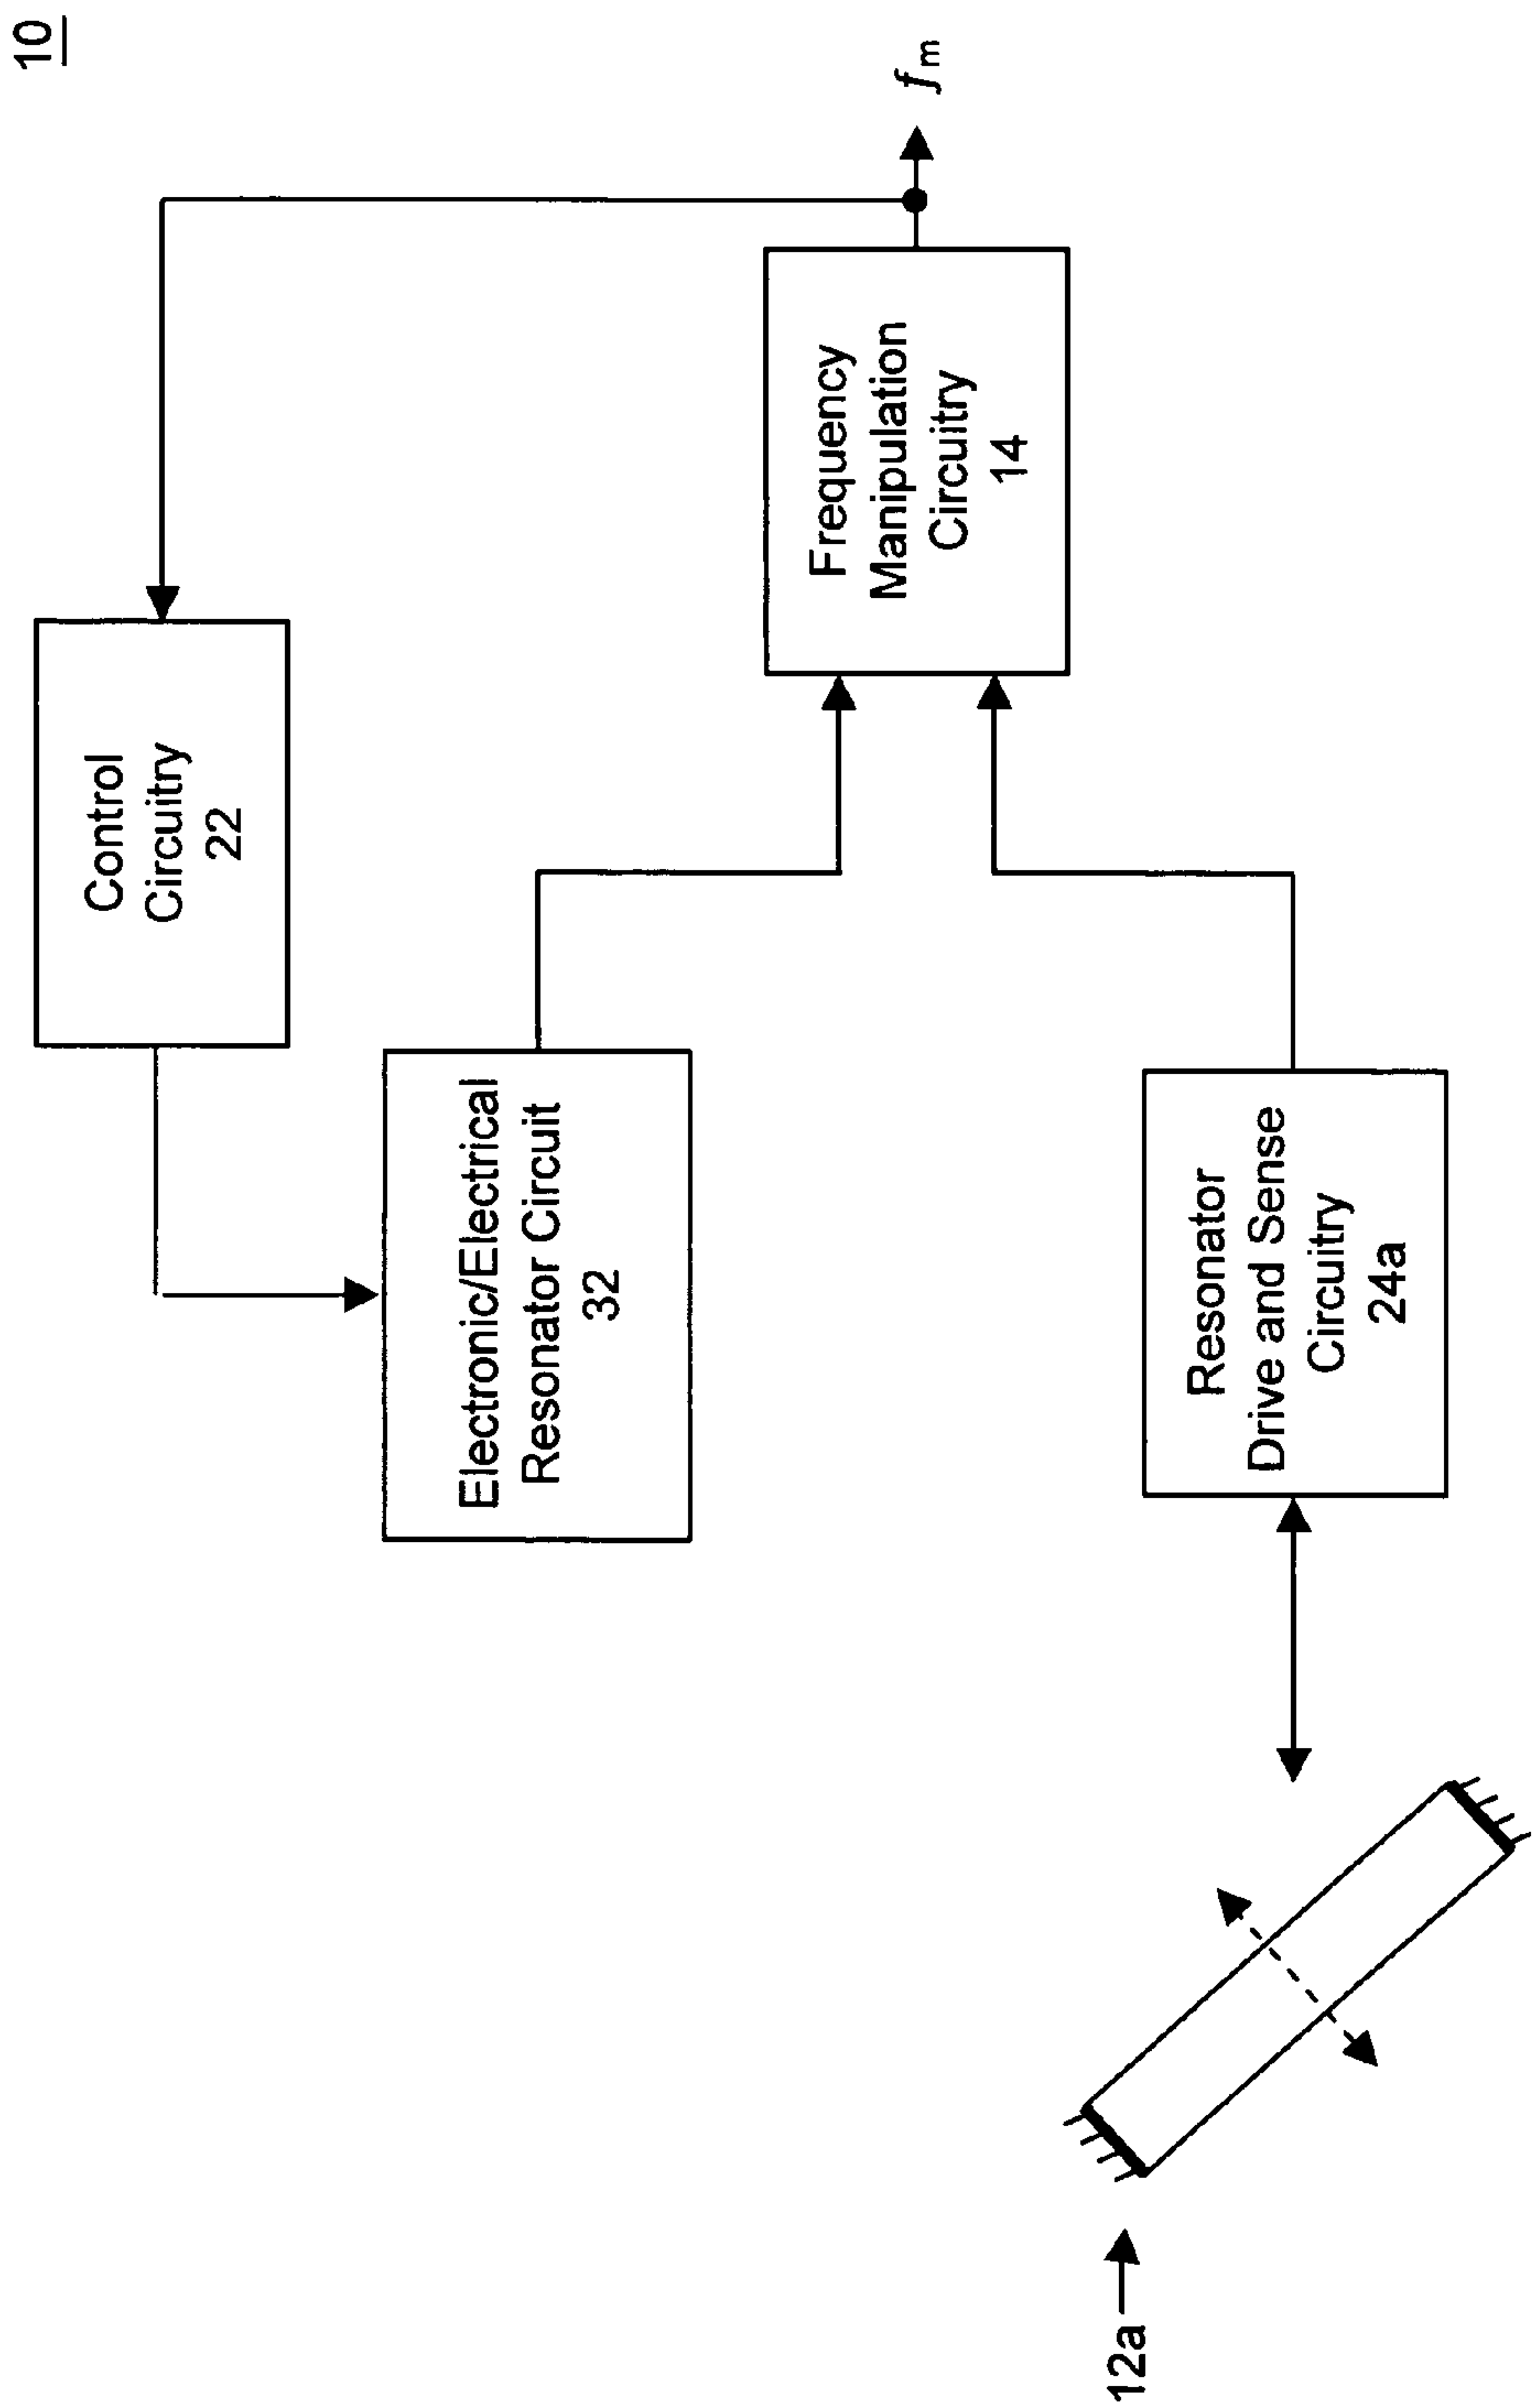 10
Control
Circuitry
22
Electronic/Electrical
Resonator Circuit
32
Frequency
Manipulation
Circuitry
14
fm
Resonator
Drive and Sense
Circuitry
24a
12a